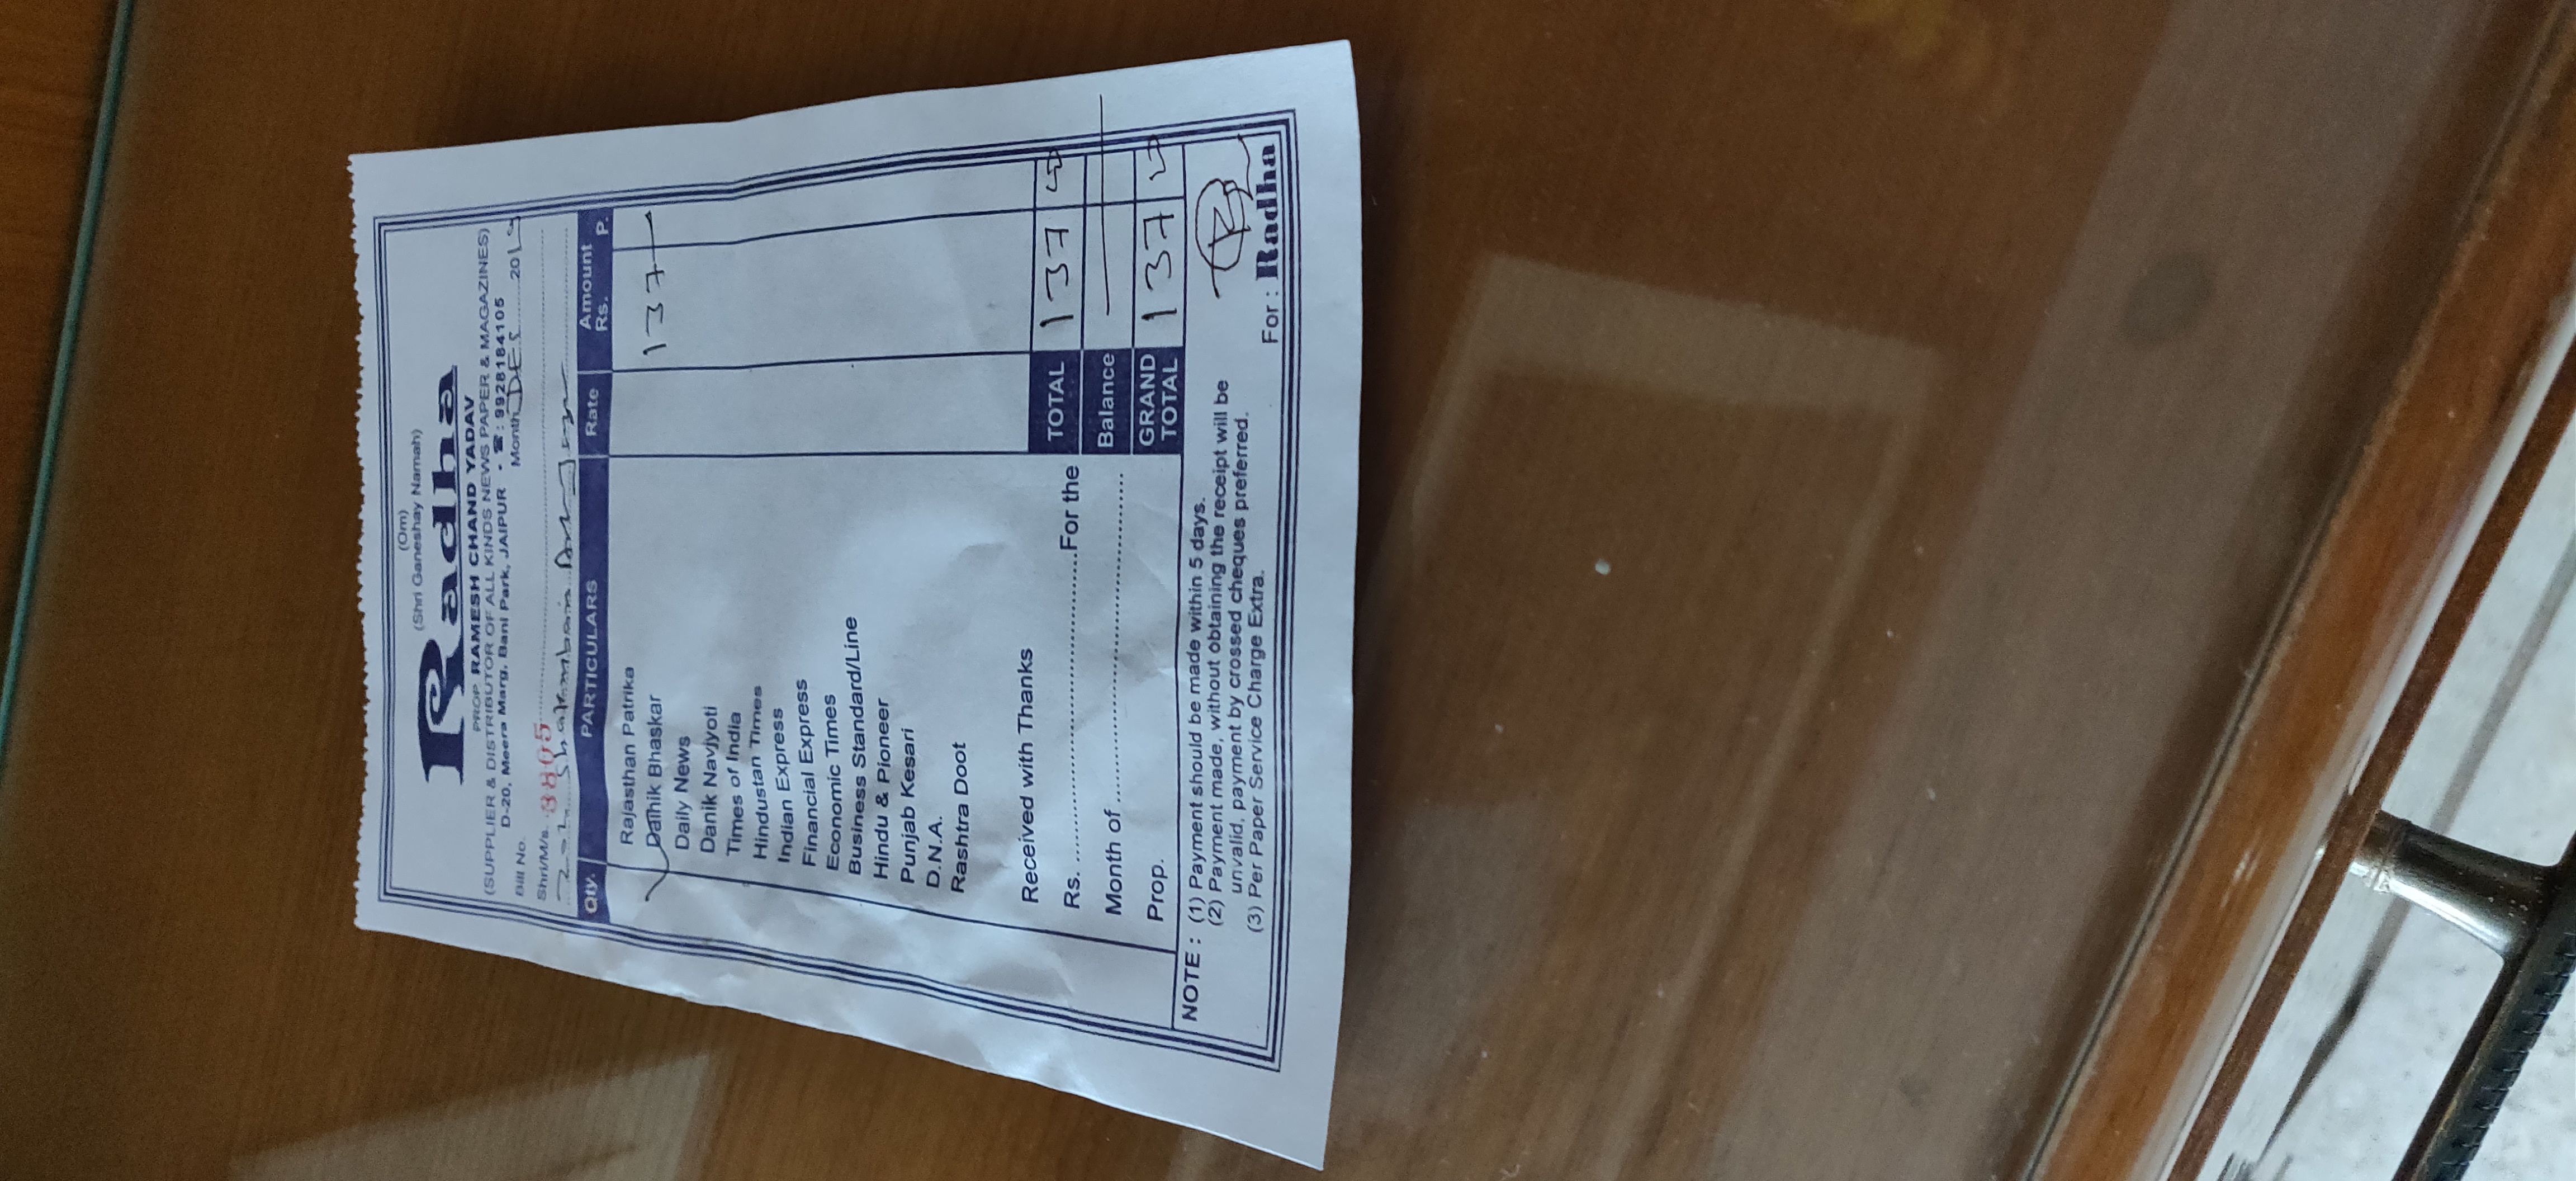 (Om)
(Shri Ganeshay Namah)
Radha
PROP. RAMESH CHAND YADAV
(SUPPLIER & DISTRIBUTOR OF ALL KINDS NEWS PAPER & MAGAZINES)
D-20, Meera Marg, Bani Park, JAIPUR • ☎: 9928184105
Bill No. Month DEC 2019
Shri/M/s. 3805
Qty. PARTICULARS Rate Amount
Rs. P.
Rajasthan Patrika
Dainik Bhaskar 137
Daily News
Danik Navjyoti
Times of India
Hindustan Times
Indian Express
Financial Express
Economic Times
Business Standard/Line
Hindu & Pioneer
Punjab Kesari
D.N.A.
Rashtra Doot
Received with Thanks
TOTAL 137 00
Rs. ..........For the
Balance
Month of ..........
GRAND TOTAL 137 00
Prop.
NOTE : (1) Payment should be made within 5 days.
(2) Payment made, without obtaining the receipt will be
unvalid, payment by crossed cheques preferred.
(3) Per Paper Service Charge Extra.
For : Radha